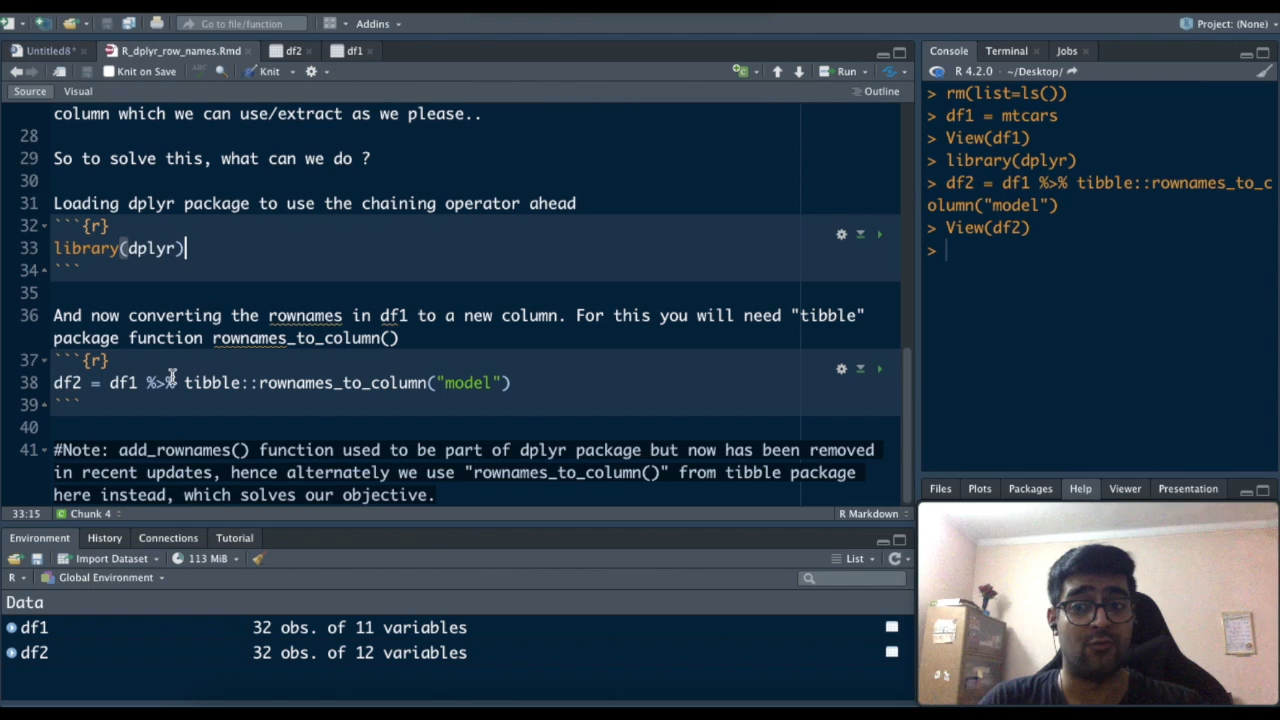 Go to file/function
Addins
Project: (None)
Untitled8*
R_dplyr_row_names.Rmd
df2
df1
Knit on Save
ABC
Knit
Run
Source
Visual
Outline
column which we can use/extract as we please..
28
29 So to solve this, what can we do ?
30
31 Loading dplyr package to use the chaining operator ahead
32 ```{r}
33 library(dplyr)
34 ```
35
36 And now converting the rownames in df1 to a new column. For this you will need "tibble"
package function rownames_to_column()
37 ```{r}
38 df2 = df1 %>% tibble::rownames_to_column("model")
39 ```
40
41 #Note: add_rownames() function used to be part of dplyr package but now has been removed
in recent updates, hence alternately we use "rownames_to_column()" from tibble package
here instead, which solves our objective.
33:15
Chunk 4
R Markdown
Environment
History
Connections
Tutorial
Import Dataset
113 MiB
List
R
Global Environment
Data
df1 32 obs. of 11 variables
df2 32 obs. of 12 variables
Console
Terminal
Jobs
R 4.2.0 · ~/Desktop/
> rm(list=ls())
> df1 = mtcars
> View(df1)
> library(dplyr)
> df2 = df1 %>% tibble::rownames_to_c
olumn("model")
> View(df2)
>
Files
Plots
Packages
Help
Viewer
Presentation